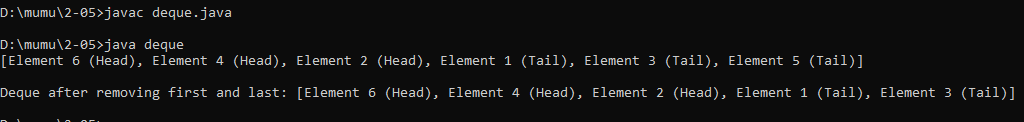 D:\mumu\2-05>javac deque.java
D:\mumu\2-05>java deque
[Element 6 (Head), Element 4 (Head), Element 2 (Head), Element 1 (Tail), Element 3 (Tail), Element 5 (Tail)]
Deque after removing first and last: [Element 6 (Head), Element 4 (Head), Element 2 (Head), Element 1 (Tail), Element 3 (Tail)]